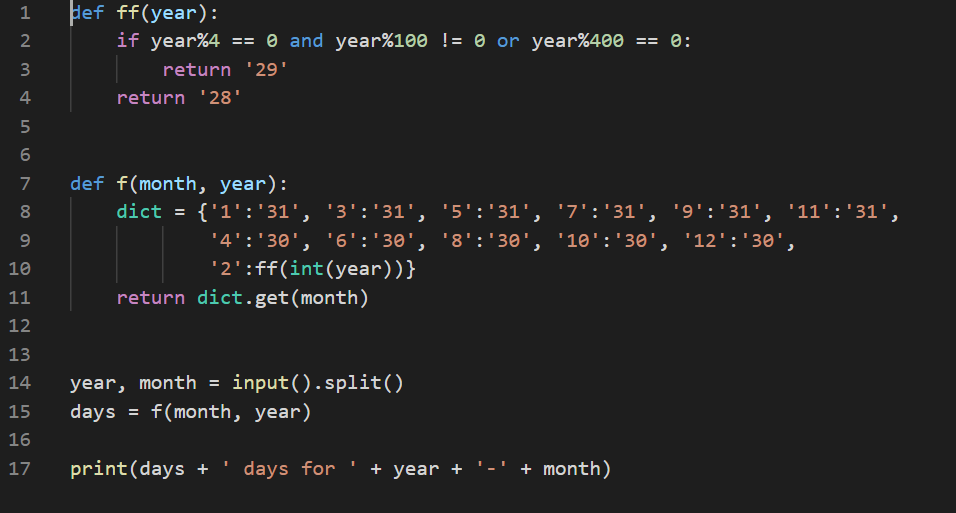 1 def ff(year):
2     if year%4 == 0 and year%100 != 0 or year%400 == 0:
3         return '29'
4     return '28'
5
6
7 def f(month, year):
8     dict = {'1':'31', '3':'31', '5':'31', '7':'31', '9':'31', '11':'31',
9             '4':'30', '6':'30', '8':'30', '10':'30', '12':'30',
10             '2':ff(int(year))}
11     return dict.get(month)
12
13
14 year, month = input().split()
15 days = f(month, year)
16
17 print(days + ' days for ' + year + '-' + month)